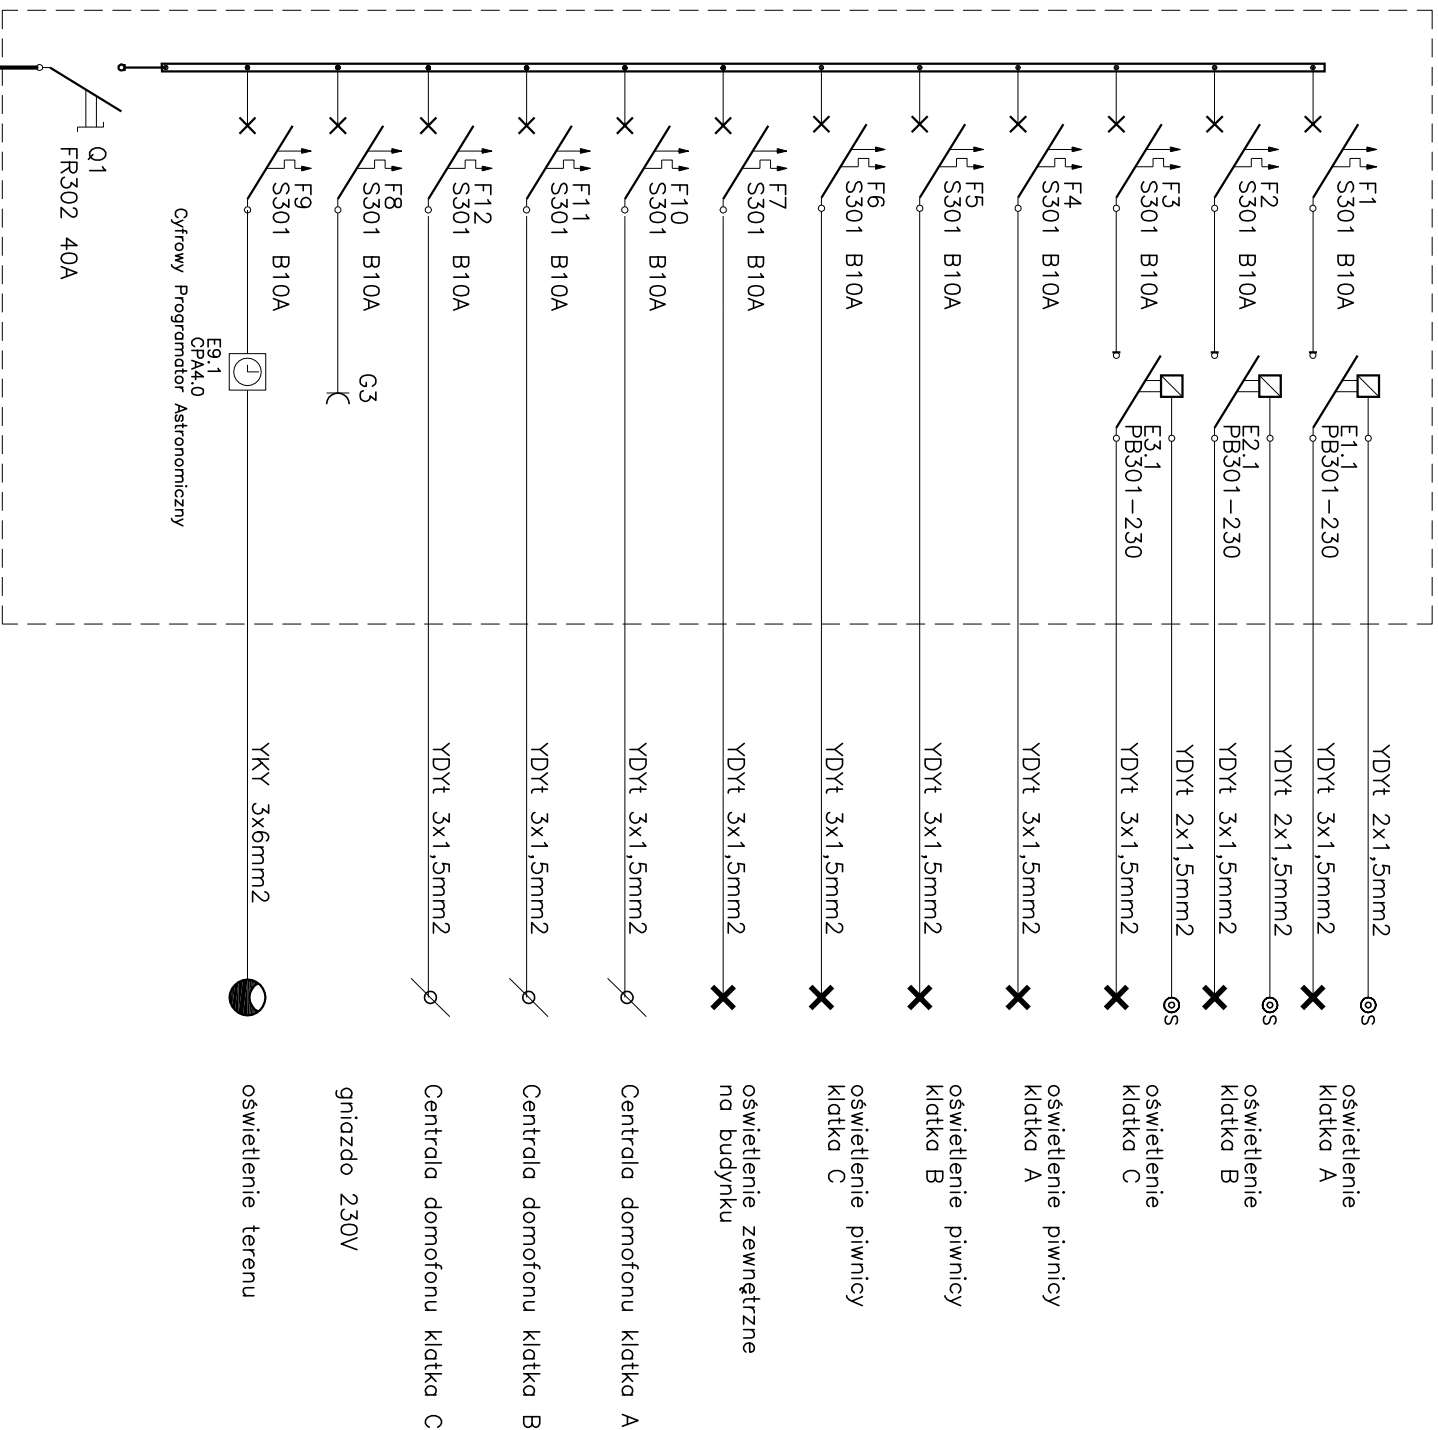 F1
S301 B10A
E1.1
PB301-230
YDYt 2x1,5mm2
YDYt 3x1,5mm2
S
oświetlenie
klatka A
F2
S301 B10A
E2.1
PB301-230
YDYt 2x1,5mm2
YDYt 3x1,5mm2
S
oświetlenie
klatka B
F3
S301 B10A
E3.1
PB301-230
YDYt 2x1,5mm2
YDYt 3x1,5mm2
S
oświetlenie
klatka C
F4
S301 B10A
YDYt 3x1,5mm2
oświetlenie piwnicy
klatka A
F5
S301 B10A
YDYt 3x1,5mm2
oświetlenie piwnicy
klatka B
F6
S301 B10A
YDYt 3x1,5mm2
oświetlenie piwnicy
klatka C
F7
S301 B10A
YDYt 3x1,5mm2
oświetlenie zewnętrzne
na budynku
F10
S301 B10A
YDYt 3x1,5mm2
Centrala domofonu klatka A
F11
S301 B10A
YDYt 3x1,5mm2
Centrala domofonu klatka B
F12
S301 B10A
YDYt 3x1,5mm2
Centrala domofonu klatka C
F8
S301 B10A
G3
gniazdo 230V
F9
S301 B10A
E9.1
CPA4.0
Cyfrowy Programator Astronomiczny
YKY 3x6mm2
oświetlenie terenu
Q1
FR302 40A